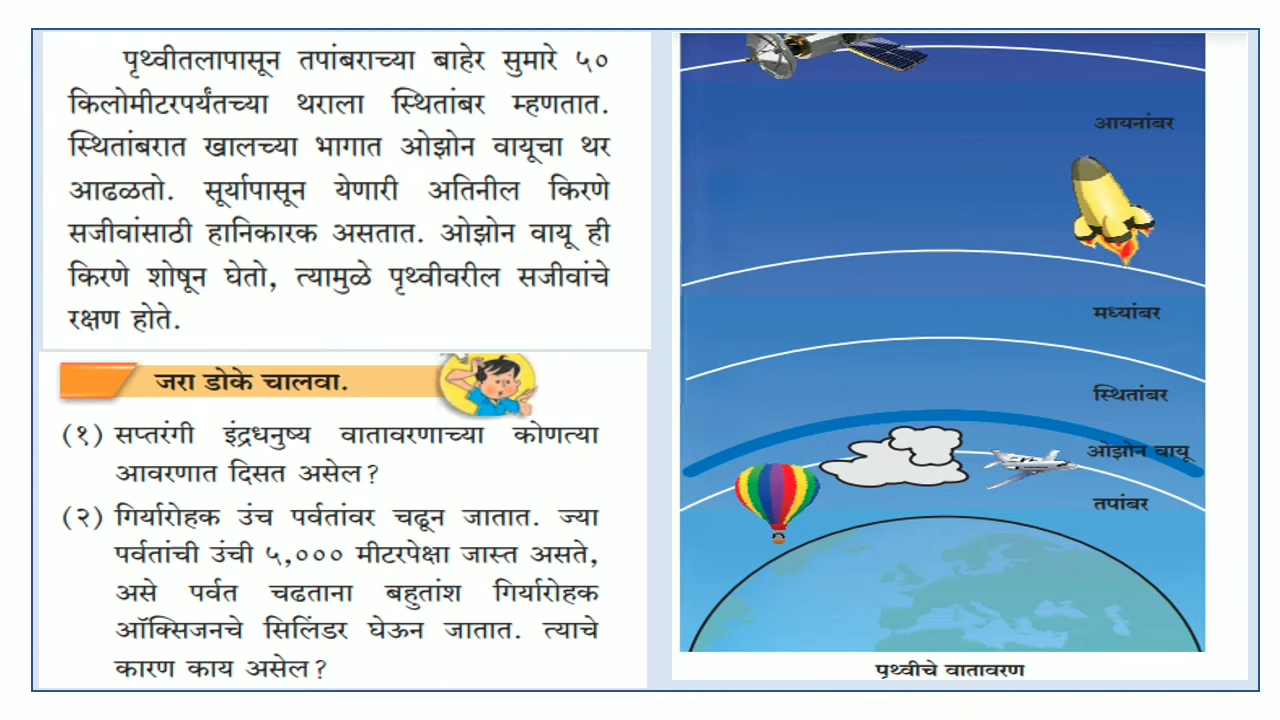 पृथ्वीतलापासून तपांबराच्या बाहेर सुमारे ५०
किलोमीटरपर्यंतच्या थराला स्थितांबर म्हणतात.
स्थितांबरात खालच्या भागात ओझोन वायूचा थर
आढळतो. सूर्यापासून येणारी अतिनील किरणे
सजीवांसाठी हानिकारक असतात. ओझोन वायू ही
किरणे शोषून घेतो, त्यामुळे पृथ्वीवरील सजीवांचे
रक्षण होते.
जरा डोके चालवा.
(१) सप्तरंगी इंद्रधनुष्य वातावरणाच्या कोणत्या
आवरणात दिसत असेल?
(२) गिर्यारोहक उंच पर्वतांवर चढून जातात. ज्या
पर्वतांची उंची ५,००० मीटरपेक्षा जास्त असते,
असे पर्वत चढताना बहुतांश गिर्यारोहक
ऑक्सिजनचे सिलिंडर घेऊन जातात. त्याचे
कारण काय असेल?
आयनांबर
मध्यांबर
स्थितांबर
ओझोन वायू
तपांबर
पृथ्वीचे वातावरण